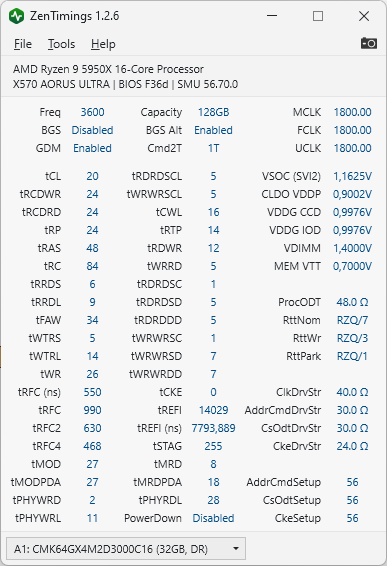 ZenTimings 1.2.6
File Tools Help
AMD Ryzen 9 5950X 16-Core Processor
X570 AORUS ULTRA | BIOS F36d | SMU 56.70.0
Freq 3600 Capacity 128GB MCLK 1800.00
BGS Disabled BGS Alt Enabled FCLK 1800.00
GDM Enabled Cmd2T 1T UCLK 1800.00
tCL 20 tRDRDSCL 5 VSOC (SVI2) 1,1625V
tRCDWR 24 tWRWRSCL 5 CLDO VDDP 0,9002V
tRCDRD 24 tCWL 16 VDDG CCD 0,9976V
tRP 24 tRTP 14 VDDG IOD 0,9976V
tRAS 48 tRDWR 12 VDIMM 1,4000V
tRC 84 tWRRD 5 MEM VTT 0,7000V
tRRDS 6 tRDRDSC 1
tRRDL 9 tRDRDSD 5 ProcODT 48.0 Ω
tFAW 34 tRDRDDD 5 RttNom RZQ/7
tWTRS 5 tWRWRSC 1 RttWr RZQ/3
tWTRL 14 tWRWRSD 7 RttPark RZQ/1
tWR 26 tWRWRDD 7
tRFC (ns) 550 tCKE 0 ClkDrvStr 40.0 Ω
tRFC 990 tREFI 14029 AddrCmdDrvStr 30.0 Ω
tRFC2 630 tREFI (ns) 7793,889 CsOdtDrvStr 30.0 Ω
tRFC4 468 tSTAG 255 CkeDrvStr 24.0 Ω
tMOD 27 tMRD 8
tMODPDA 27 tMRDPDA 18 AddrCmdSetup 56
tPHYWRD 2 tPHYRDL 28 CsOdtSetup 56
tPHYWRL 11 PowerDown Disabled CkeSetup 56
A1: CMK64GX4M2D3000C16 (32GB, DR)